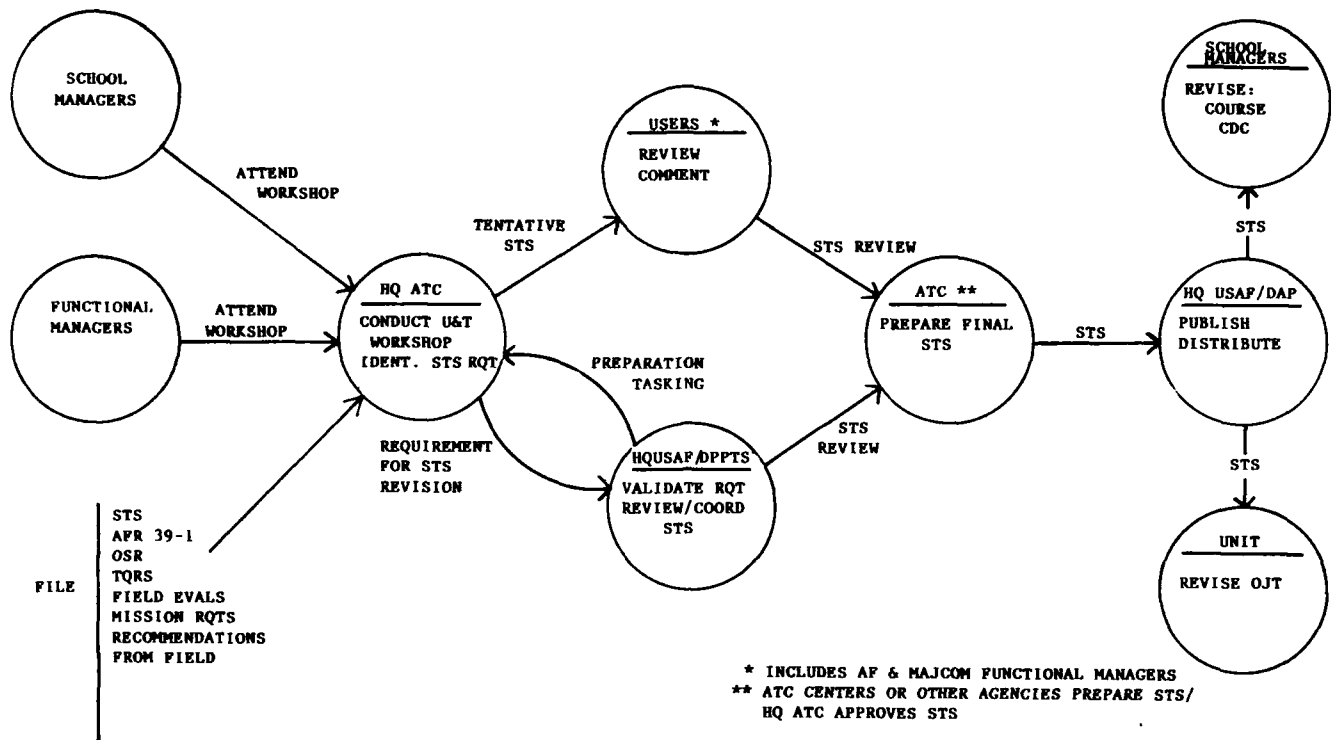 SCHOOL
MANAGERS
ATTEND
WORKSHOP
FUNCTIONAL
MANAGERS
ATTEND
WORKSHOP
FILE
STS
AFR 39-1
OSR
TQRS
FIELD EVALS
MISSION RQTS
RECOMMENDATIONS
FROM FIELD
HQ ATC
CONDUCT U&T
WORKSHOP
IDENT. STS RQT
TENTATIVE
STS
USERS *
REVIEW
COMMENT
PREPARATION
TASKING
REQUIREMENT
FOR STS
REVISION
HQUSAF/DPPTS
VALIDATE RQT
REVIEW/COORD
STS
STS REVIEW
STS
REVIEW
ATC **
PREPARE FINAL
STS
STS
HQ USAF/DAP
PUBLISH
DISTRIBUTE
STS
SCHOOL
MANAGERS
REVISE:
COURSE
CDC
STS
UNIT
REVISE OJT
* INCLUDES AF & MAJCOM FUNCTIONAL MANAGERS
** ATC CENTERS OR OTHER AGENCIES PREPARE STS/
HQ ATC APPROVES STS